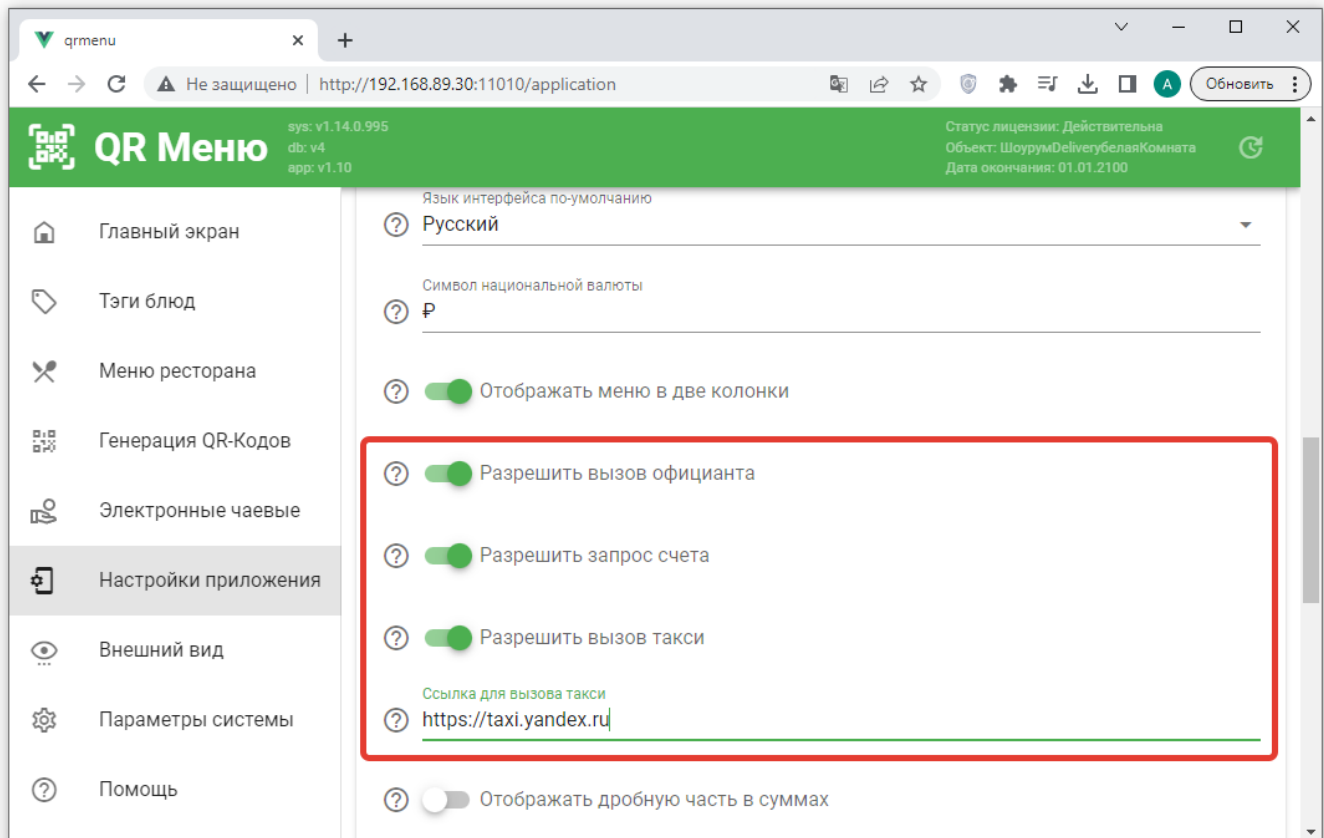 qrmenu
Не защищено http://192.168.89.30:11010/application
Обновить
A
QR Меню
sys: v1.14.0.995
db: v4
app: v1.10
Статус лицензии: Действительна
Объект: ШоурумDeliveryбелаяКомната
Дата окончания: 01.01.2100
Главный экран
Тэги блюд
Меню ресторана
Генерация QR-Кодов
Электронные чаевые
Настройки приложения
Внешний вид
Параметры системы
Помощь
Язык интерфейса по-умолчанию
Русский
Символ национальной валюты
₽
Отображать меню в две колонки
Разрешить вызов официанта
Разрешить запрос счета
Разрешить вызов такси
Ссылка для вызова такси
https://taxi.yandex.ru
Отображать дробную часть в суммах